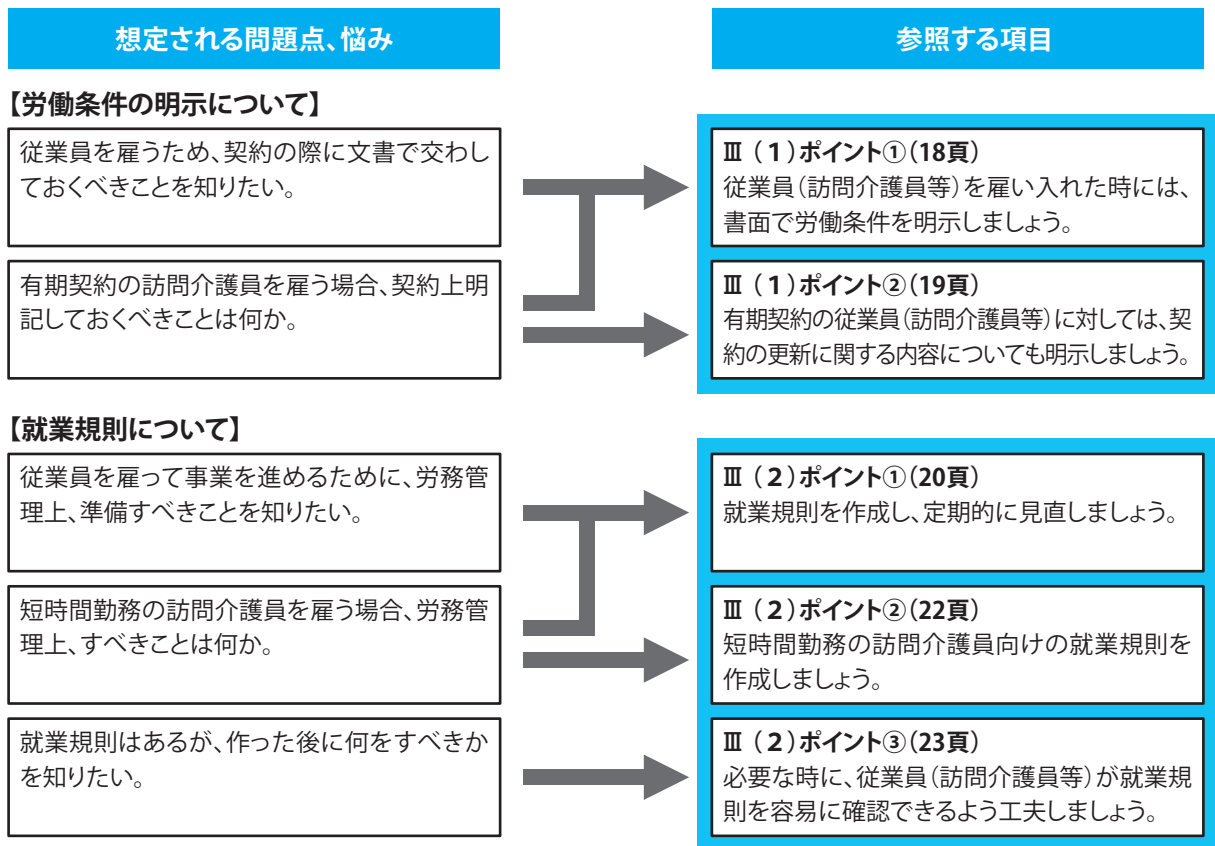 想定される問題点、悩み
参照する項目
【労働条件の明示について】
従業員を雇うため、契約の際に文書で交わし
ておくべきことを知りたい。
Ⅲ（１）ポイント①（18頁）
従業員（訪問介護員等）を雇い入れた時には、
書面で労働条件を明示しましょう。
有期契約の訪問介護員を雇う場合、契約上明
記しておくべきことは何か。
Ⅲ（１）ポイント②（19頁）
有期契約の従業員（訪問介護員等）に対しては、契
約の更新に関する内容についても明示しましょう。
【就業規則について】
従業員を雇って事業を進めるために、労務管
理上、準備すべきことを知りたい。
Ⅲ（２）ポイント①（20頁）
就業規則を作成し、定期的に見直しましょう。
短時間勤務の訪問介護員を雇う場合、労務管
理上、すべきことは何か。
Ⅲ（２）ポイント②（22頁）
短時間勤務の訪問介護員向けの就業規則を
作成しましょう。
就業規則はあるが、作った後に何をすべきか
を知りたい。
Ⅲ（２）ポイント③（23頁）
必要な時に、従業員（訪問介護員等）が就業規
則を容易に確認できるよう工夫しましょう。